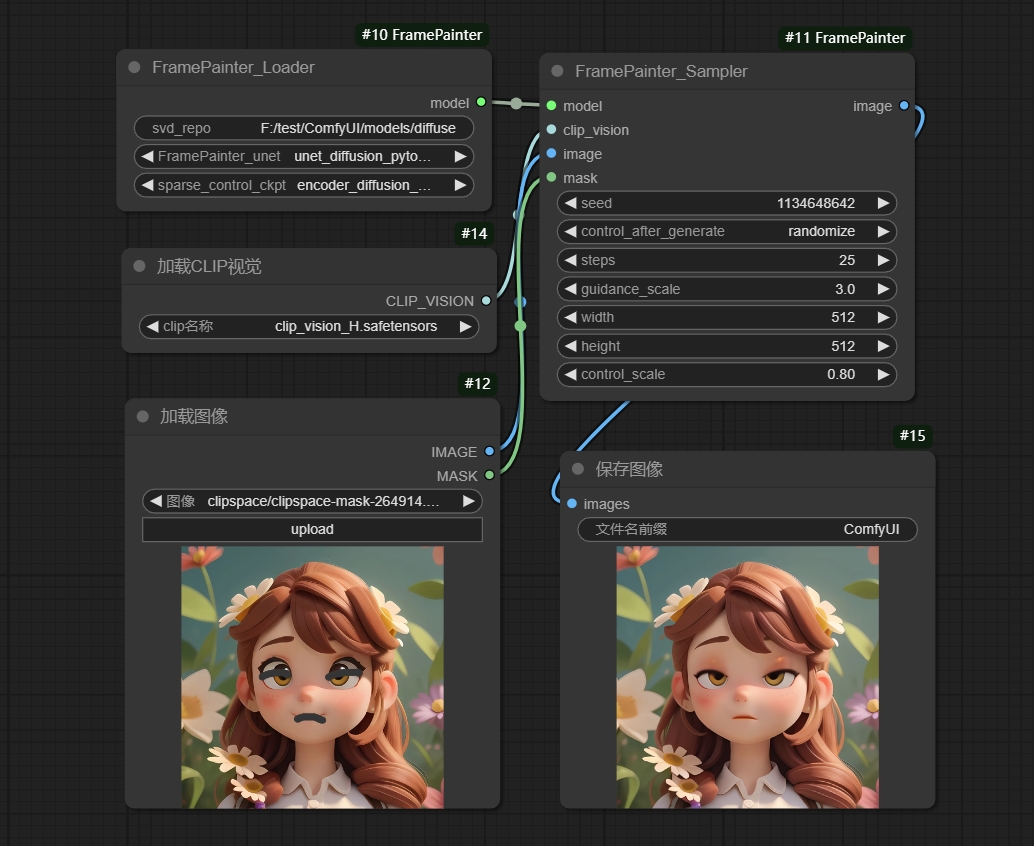 #10 FramePainter
FramePainter_Loader
model
svd_repo F:/test/ComfyUI/models/diffuse
FramePainter_unet unet_diffusion_pyto...
sparse_control_ckpt encoder_diffusion_...
#14
加载CLIP视觉
CLIP_VISION
clip名称 clip_vision_H.safetensors
#12
加载图像
IMAGE
MASK
图像 clipspace/clipspace-mask-264914....
upload
#11 FramePainter
FramePainter_Sampler
model image
clip_vision
image
mask
seed 1134648642
control_after_generate randomize
steps 25
guidance_scale 3.0
width 512
height 512
control_scale 0.80
#15
保存图像
images
文件名前缀 ComfyUI